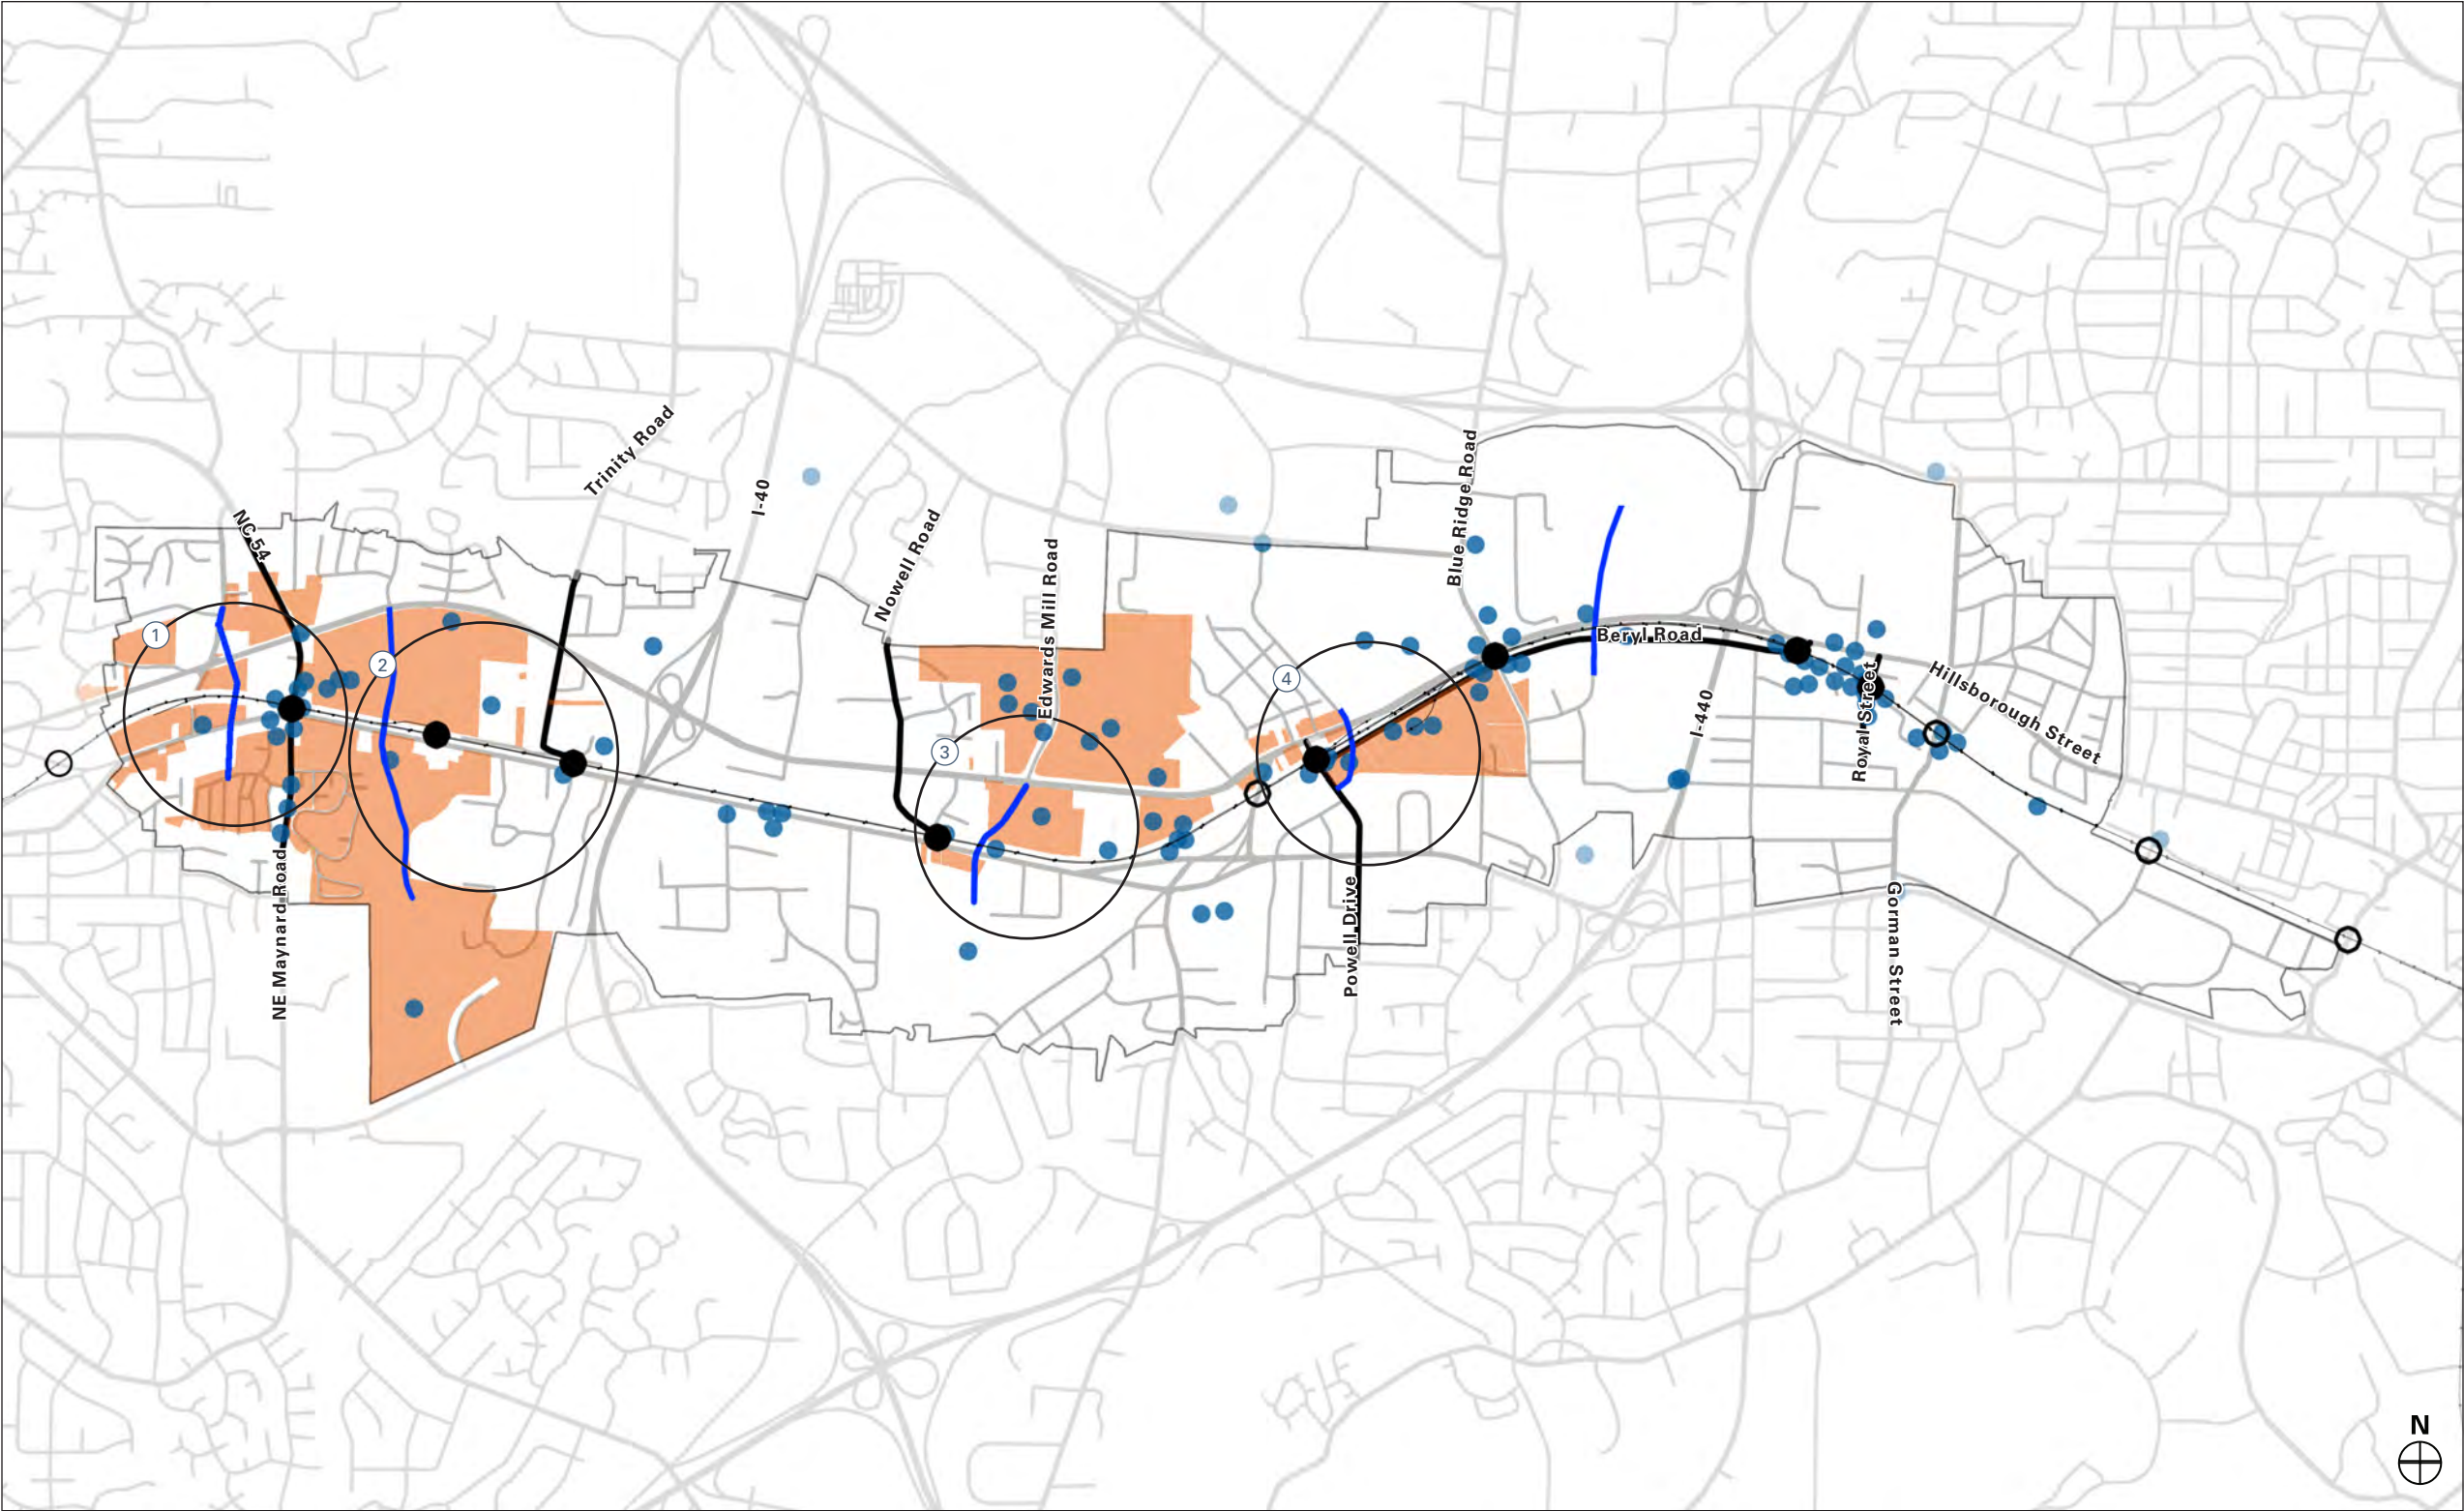 Trinity Road
I-40
NC 54
Nowell Road
Edwards Mill Road
Blue Ridge Road
1
2
3
4
Beryl Road
I-440
Royal Street
Hillsborough Street
NE Maynard Road
Powell Drive
Gorman Street
N